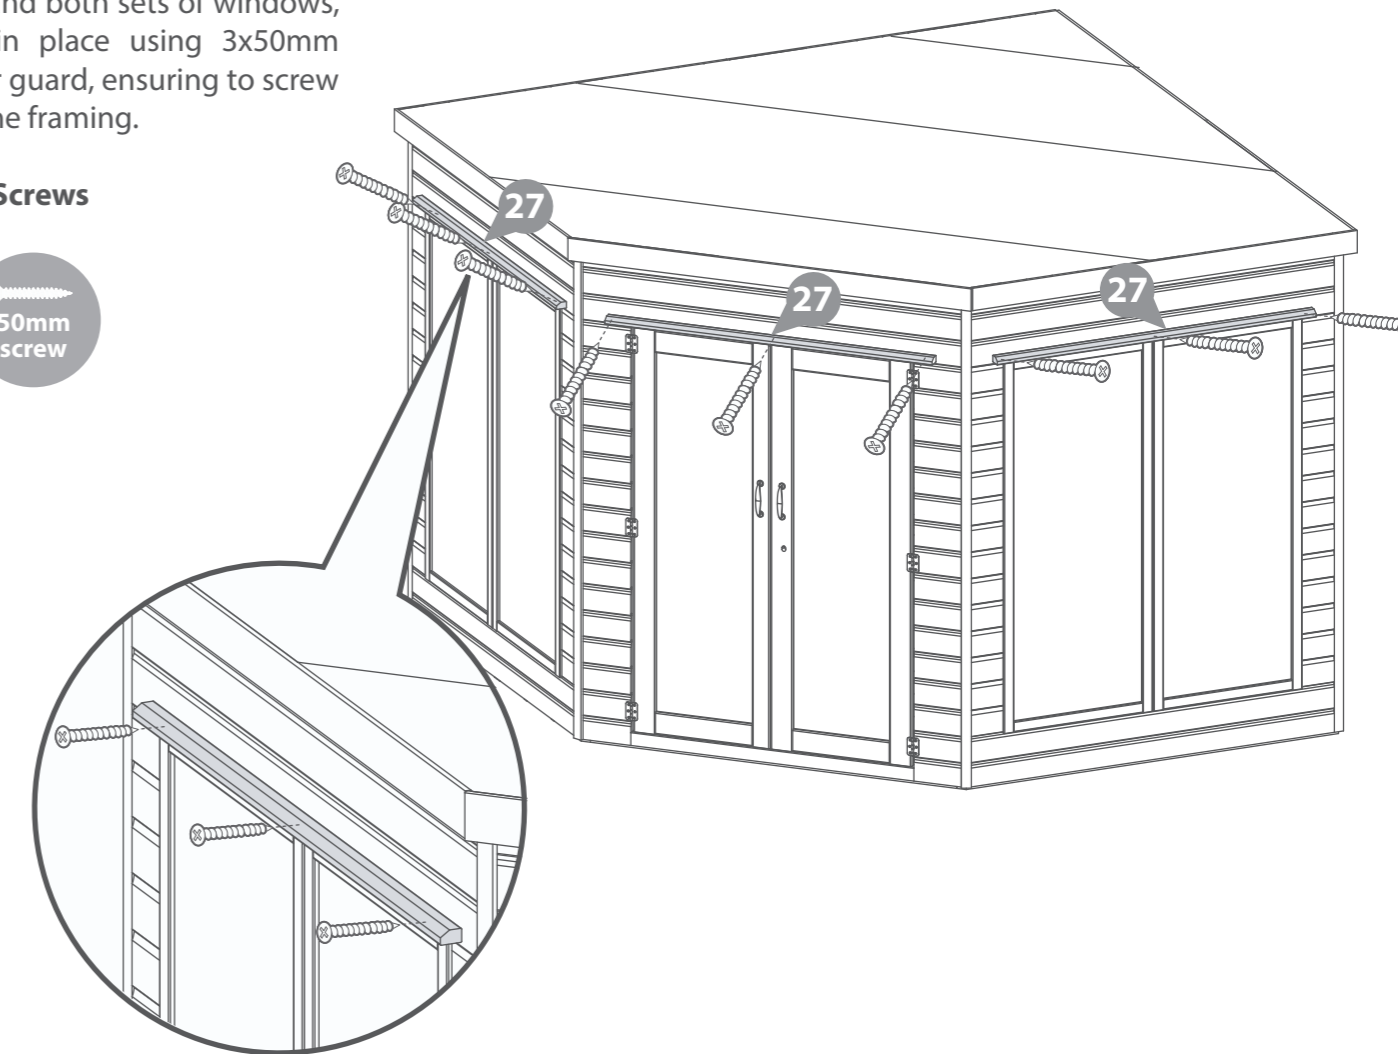 nd both sets of windows,
in place using 3x50mm
r guard, ensuring to screw
he framing.
Screws
50mm
screw
27
27
27